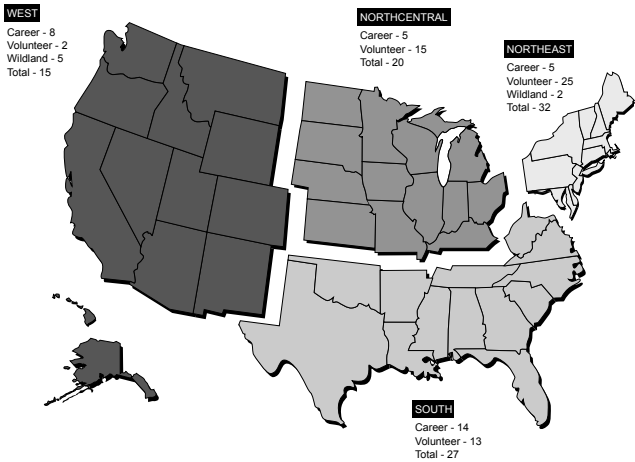 WEST
Career - 8
Volunteer - 2
Wildland - 5
Total - 15
NORTHCENTRAL
Career - 5
Volunteer - 15
Total - 20
NORTHEAST
Career - 5
Volunteer - 25
Wildland - 2
Total - 32
SOUTH
Career - 14
Volunteer - 13
Total - 27